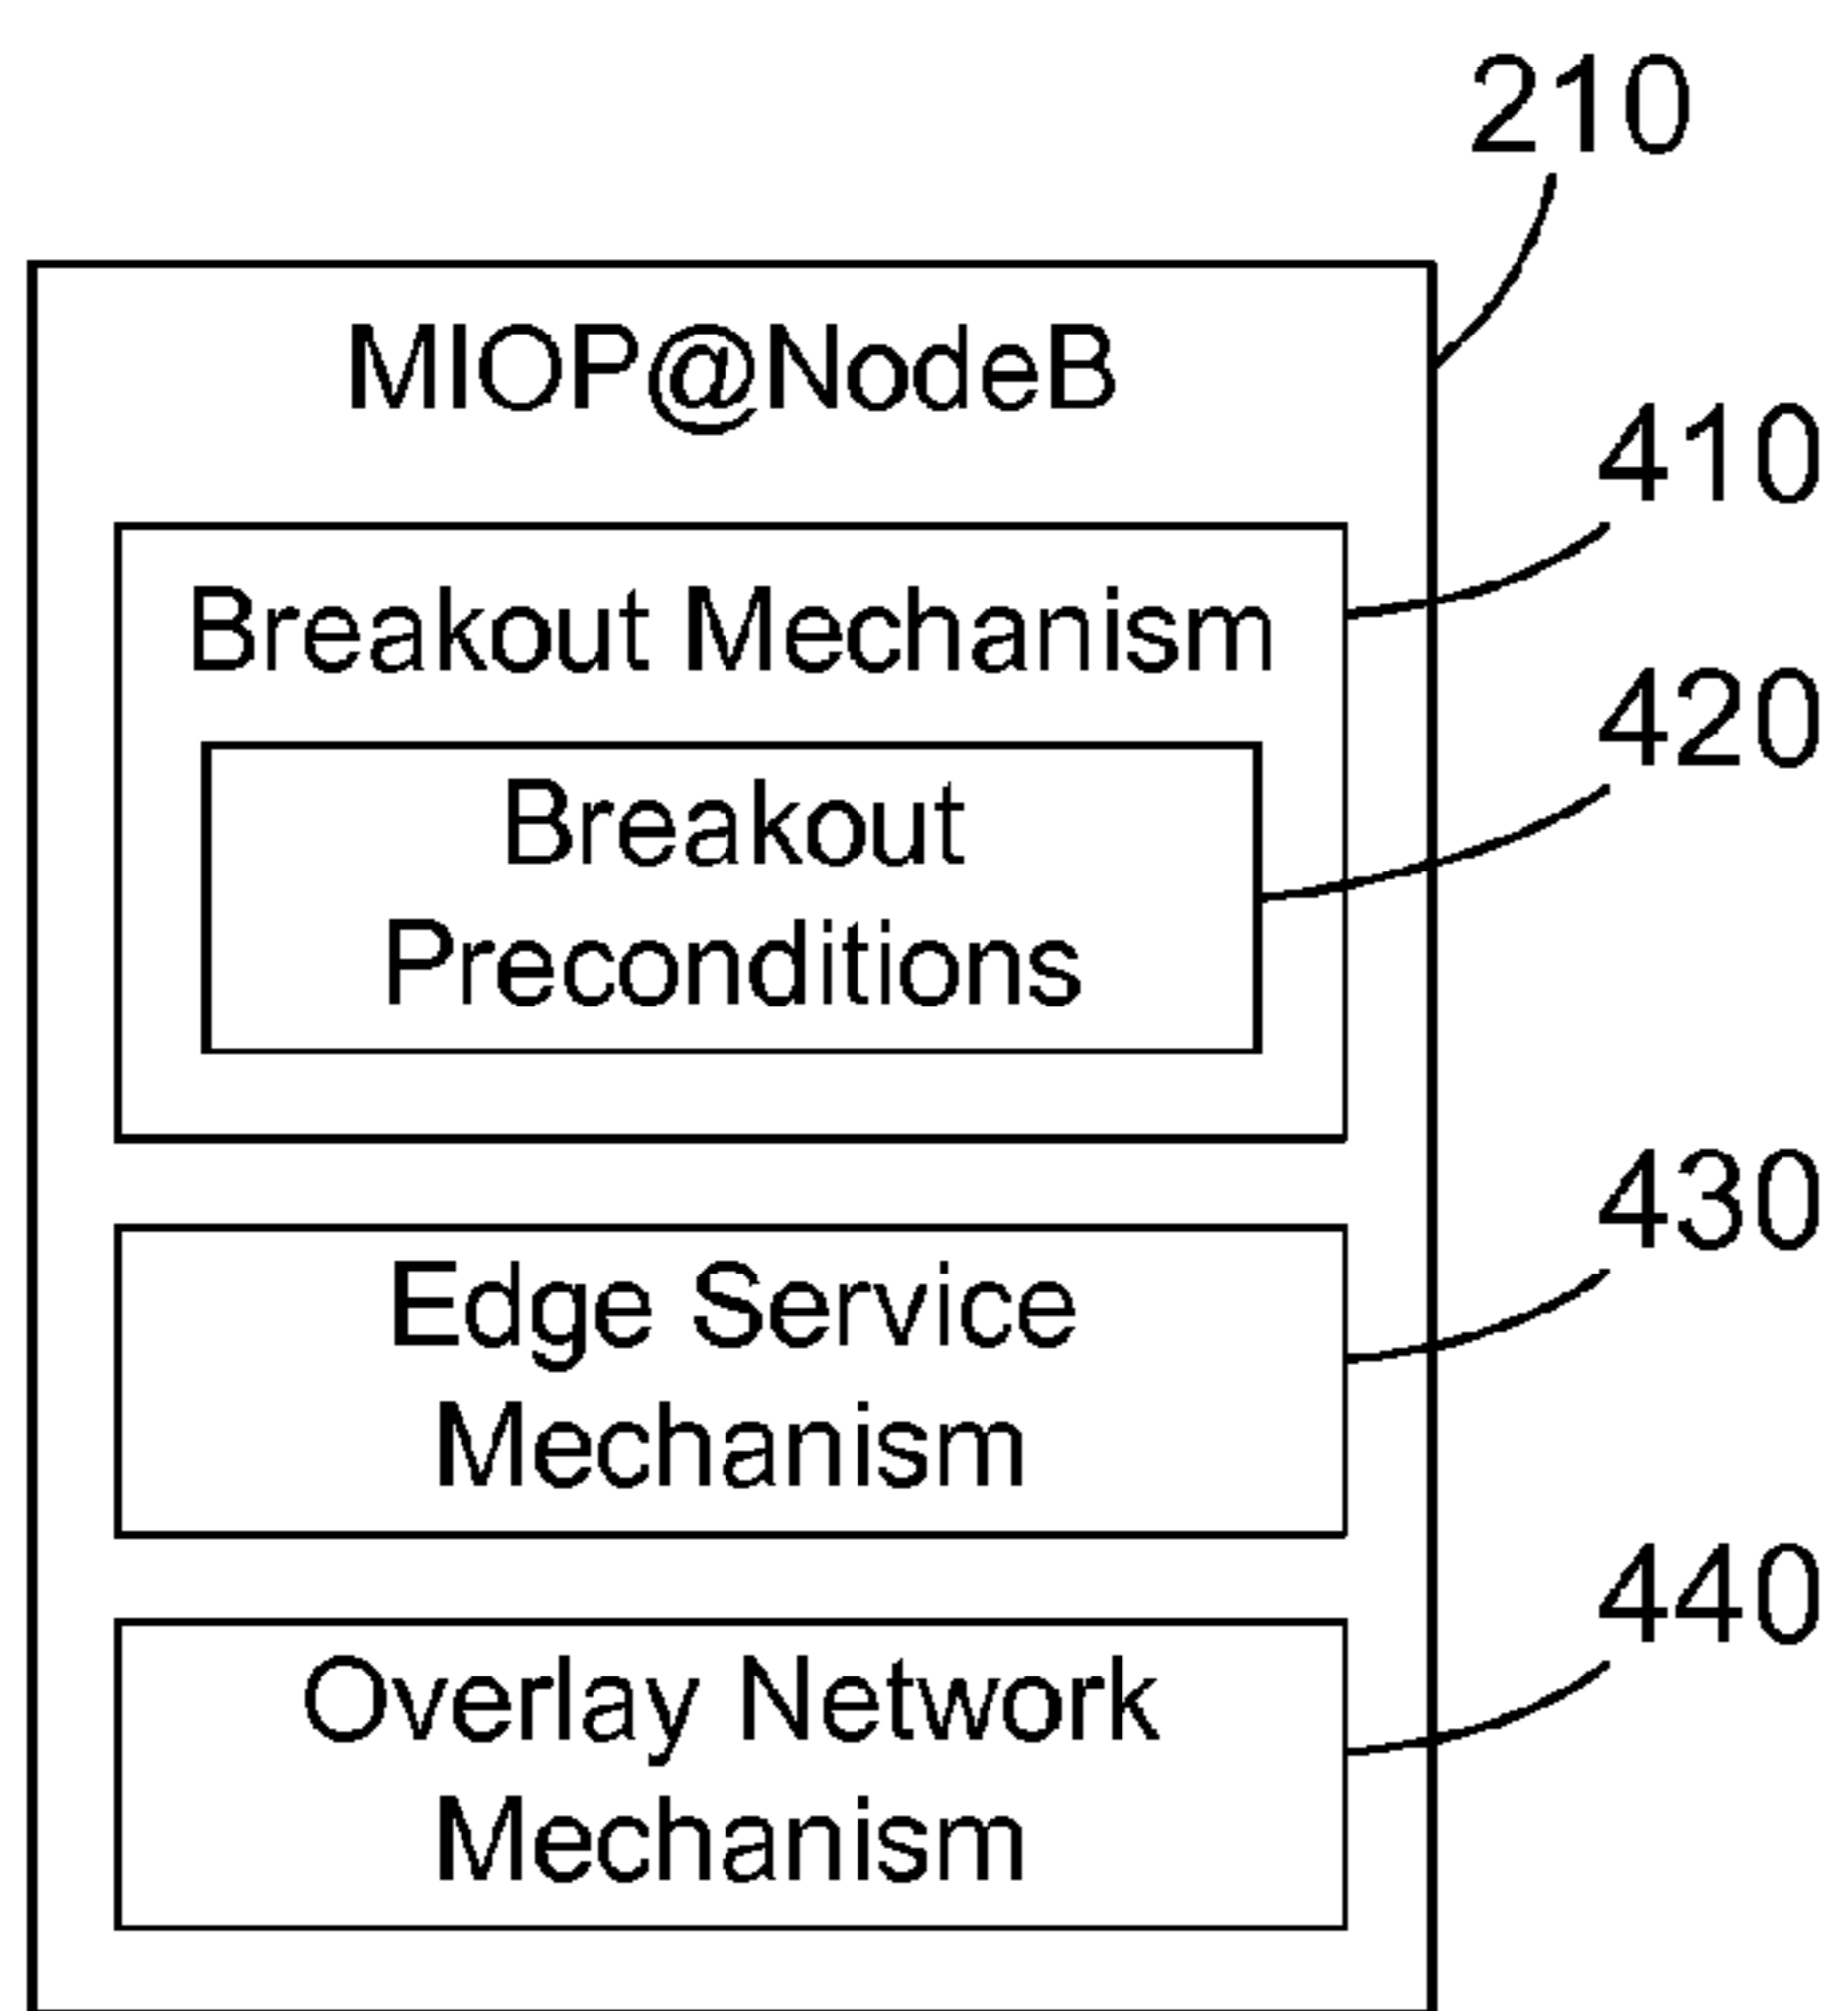 210
MIOP@NodeB
410
Breakout Mechanism
420
Breakout
Preconditions
430
Edge Service
Mechanism
440
Overlay Network
Mechanism